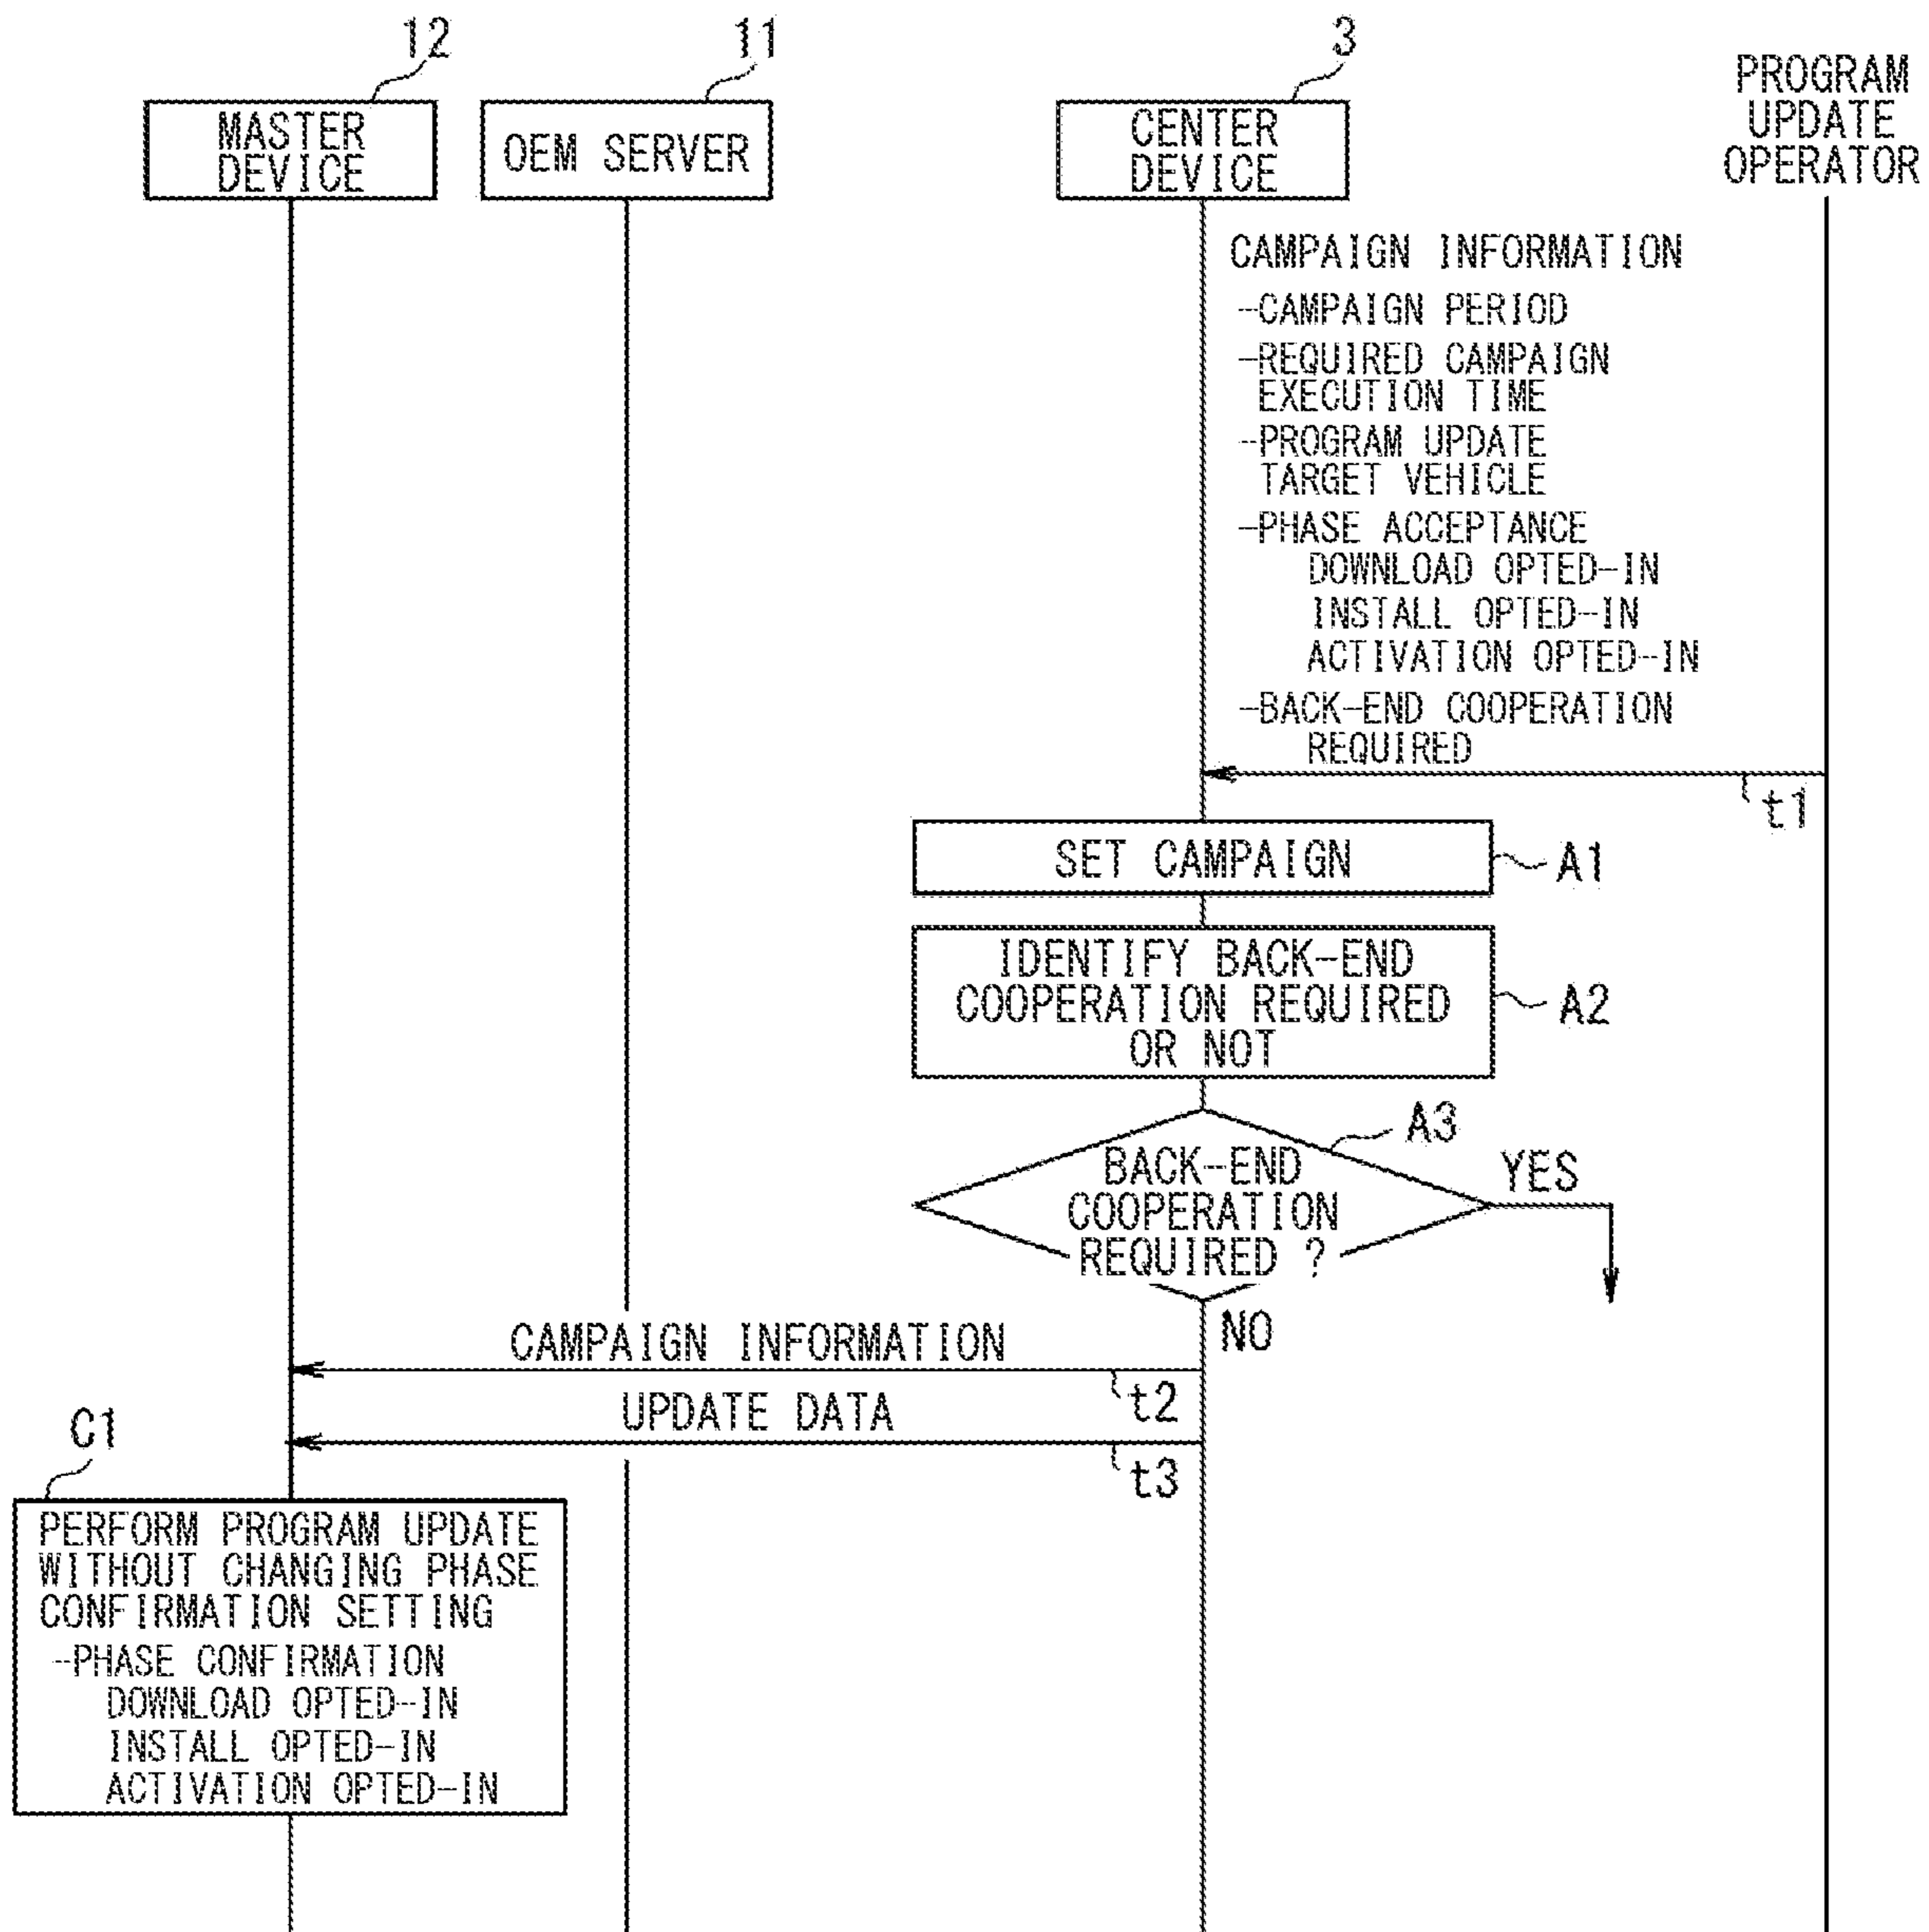 12
11
3
MASTER
DEVICE
OEM SERVER
CENTER
DEVICE
PROGRAM
UPDATE
OPERATOR
CAMPAIGN INFORMATION
-CAMPAIGN PERIOD
-REQUIRED CAMPAIGN
EXECUTION TIME
-PROGRAM UPDATE
TARGET VEHICLE
-PHASE ACCEPTANCE
DOWNLOAD OPTED-IN
INSTALL OPTED-IN
ACTIVATION OPTED-IN
-BACK-END COOPERATION
REQUIRED
t1
SET CAMPAIGN
A1
IDENTIFY BACK-END
COOPERATION REQUIRED
OR NOT
A2
A3
BACK-END
COOPERATION
REQUIRED ?
YES
NO
CAMPAIGN INFORMATION
t2
UPDATE DATA
t3
C1
PERFORM PROGRAM UPDATE
WITHOUT CHANGING PHASE
CONFIRMATION SETTING
-PHASE CONFIRMATION
DOWNLOAD OPTED-IN
INSTALL OPTED-IN
ACTIVATION OPTED-IN